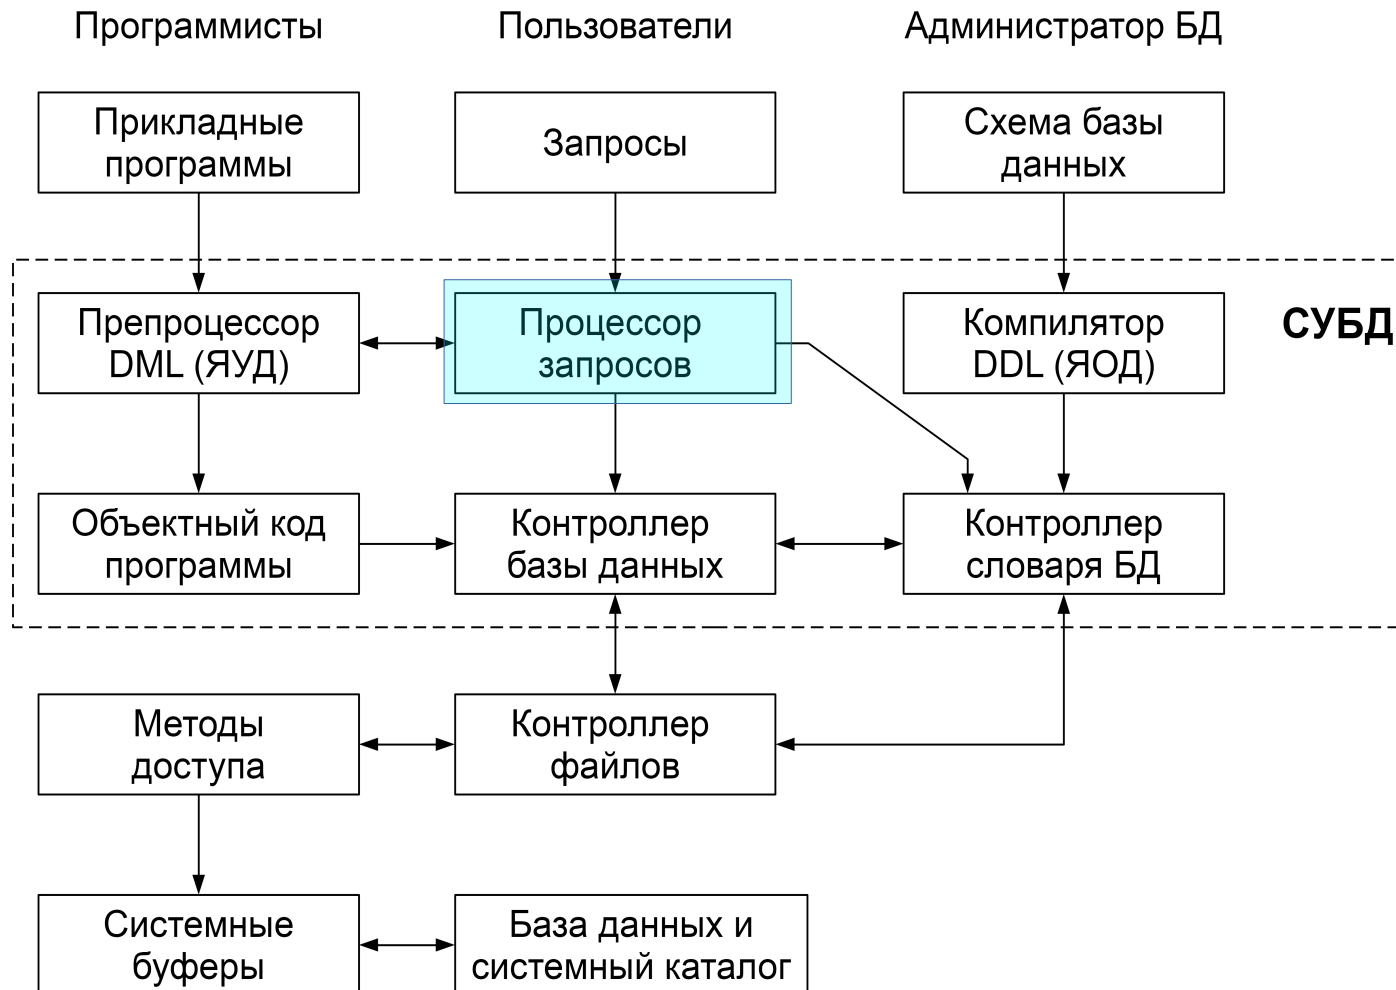 Программисты
Пользователи
Администратор БД
Прикладные
программы
Запросы
Схема базы
данных
Препроцессор
DML (ЯУД)
Процессор
запросов
Компилятор
DDL (ЯОД)
СУБД
Объектный код
программы
Контроллер
базы данных
Контроллер
словаря БД
Методы
доступа
Контроллер
файлов
Системные
буферы
База данных и
системный каталог